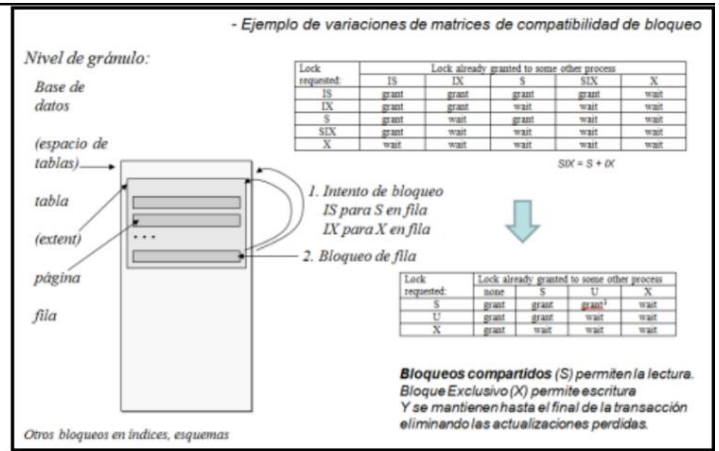 - Ejemplo de variaciones de matrices de compatibilidad de bloqueo
Nivel de gránulo:
Base de
datos
(espacio de
tablas)
tabla
(extent)
página
fila
Lock Lock already granted to some other process
requested: IS IX S SIX X
IS grant grant grant grant wait
IX grant grant wait wait wait
S grant wait grant wait wait
SIX grant wait wait wait wait
X wait wait wait wait wait
SIX = S + IX
1. Intento de bloqueo
IS para S en fila
IX para X en fila
2. Bloqueo de fila
...
Lock Lock already granted to some other process
requested: none S U X
S grant grant grant¹ wait
U grant grant wait wait
X grant wait wait wait
Bloqueos compartidos (S) permiten la lectura.
Bloque Exclusivo (X) permite escritura
Y se mantienen hasta el final de la transacción
eliminando las actualizaciones perdidas.
Otros bloqueos en índices, esquemas